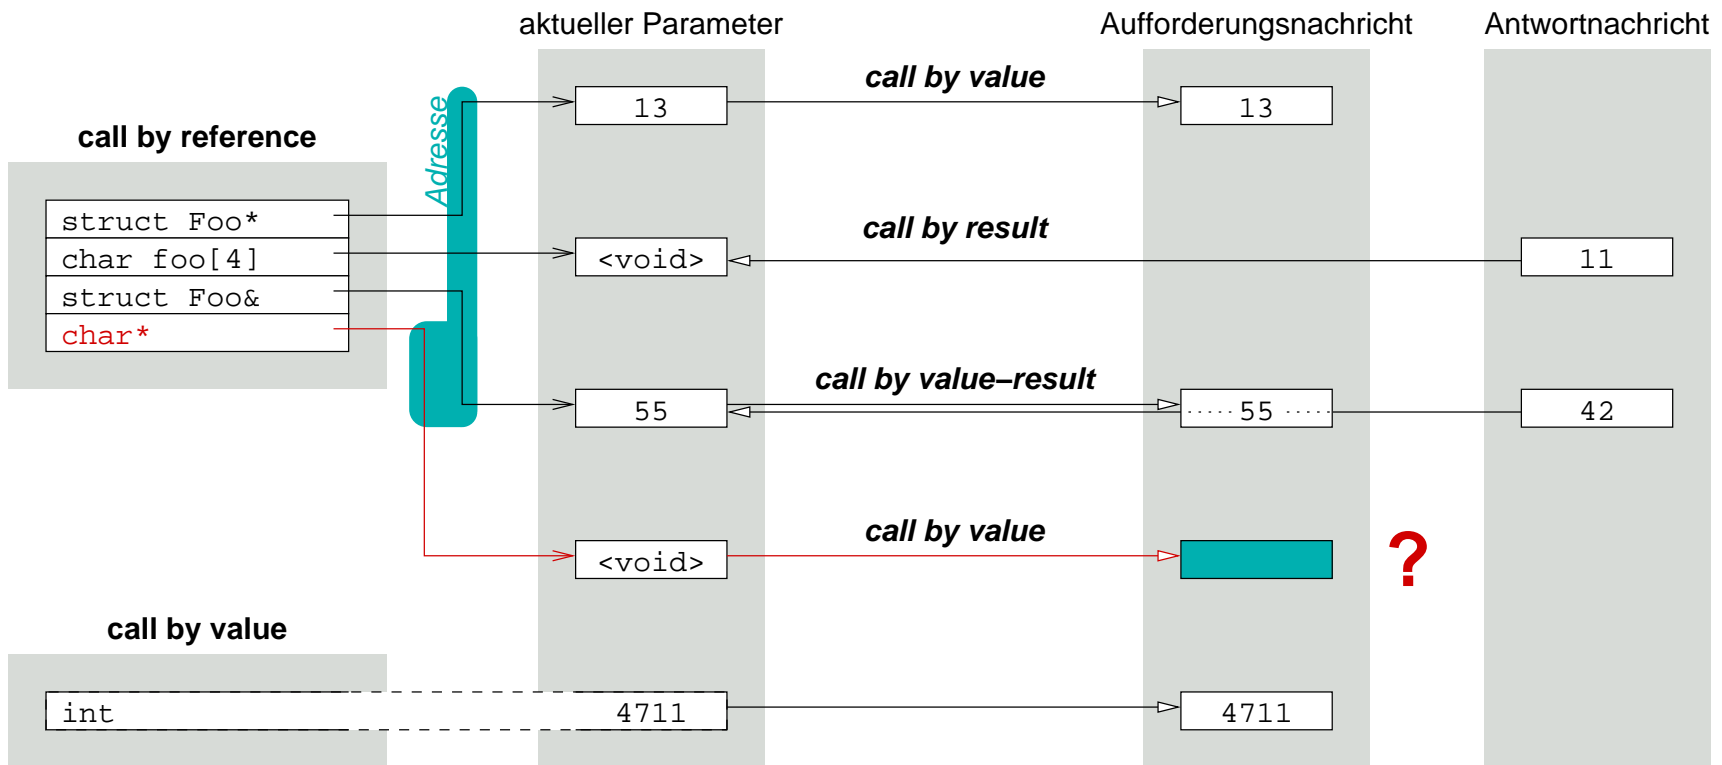 aktueller Parameter
Aufforderungsnachricht
Antwortnachricht
call by value
13
13
Adresse
call by reference
struct Foo*
char foo[4]
struct Foo&
char*
call by result
<void>
11
call by value–result
55
55
42
call by value
<void>
?
call by value
int
4711
4711